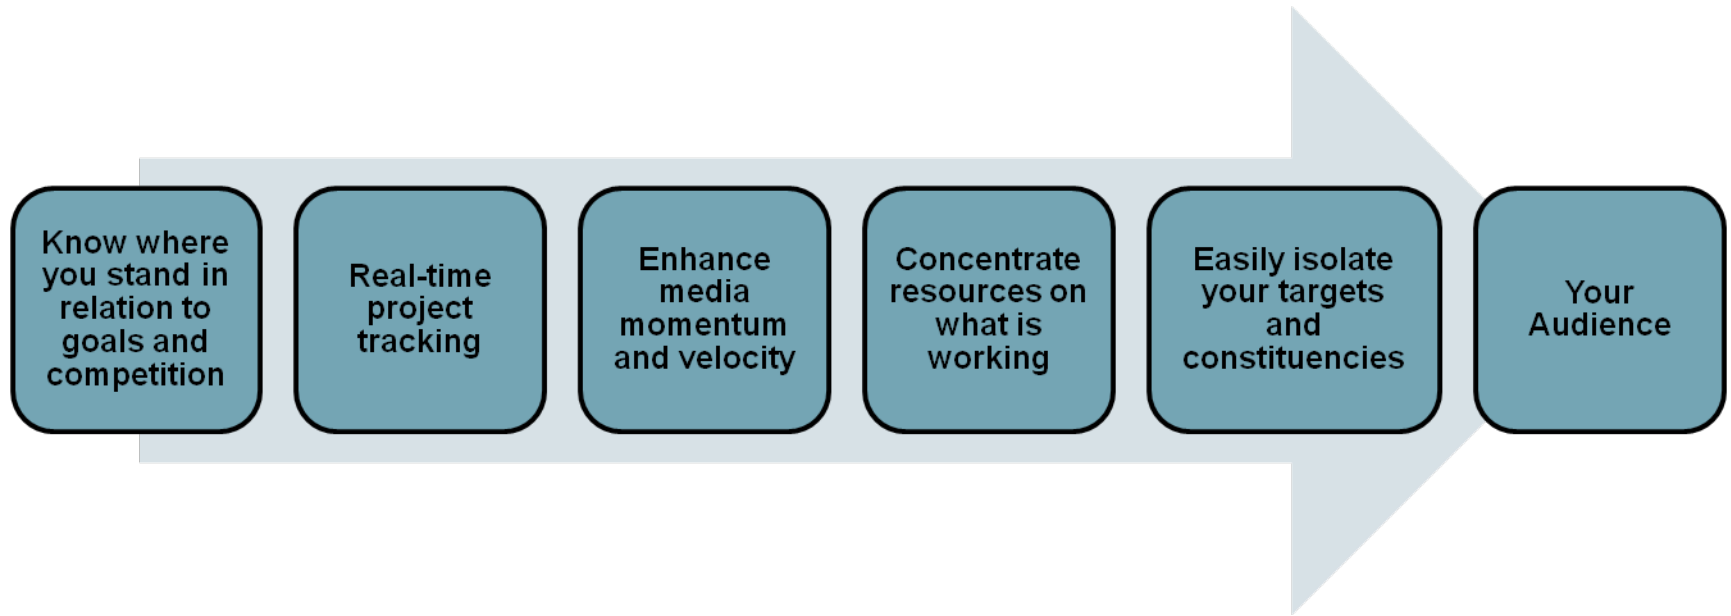 Know where
you stand in
relation to
goals and
competition
Real-time
project
tracking
Enhance
media
momentum
and velocity
Concentrate
resources on
what is
working
Easily isolate
your targets
and
constituencies
Your
Audience